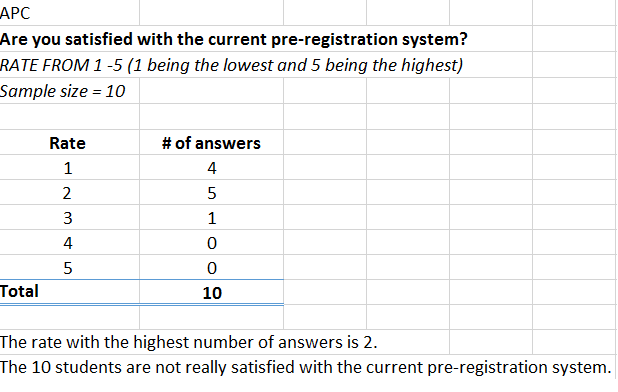 APC
Are you satisfied with the current pre-registration system?
RATE FROM 1 -5 (1 being the lowest and 5 being the highest)
Sample size = 10
Rate # of answers
1 4
2 5
3 1
4 0
5 0
Total 10
The rate with the highest number of answers is 2.
The 10 students are not really satisfied with the current pre-registration system.